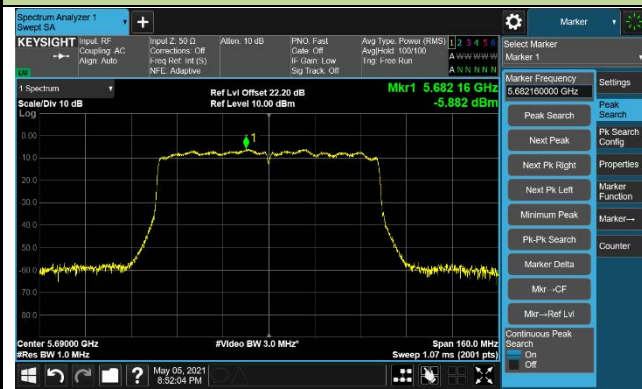 Spectrum Analyzer 1
Swept SA
Marker
KEYSIGHT
Input: RF
Coupling: AC
Align: Auto
Input Z: 50 Ω
Corrections: Off
Freq Ref: Int (S)
NFE: Adaptive
Atten: 10 dB
PNO: Fast
Gate: Off
IF Gain: Low
Sig Track: Off
Avg Type: Power (RMS)
Avg|Hold: 100/100
Trig: Free Run
1 2 3 4 5 6
A W W W W W
A N N N N N
LXI
Select Marker
Marker 1
1 Spectrum
Scale/Div 10 dB
Log
Ref Lvl Offset 22.20 dB
Ref Level 10.00 dBm
Mkr1 5.682 16 GHz
-5.882 dBm
1
0.00
-10.0
-20.0
-30.0
-40.0
-50.0
-60.0
-70.0
-80.0
Center 5.69000 GHz
#Res BW 1.0 MHz
#Video BW 3.0 MHz*
Span 160.0 MHz
Sweep 1.07 ms (2001 pts)
Marker Frequency
5.682160000 GHz
Peak Search
Next Peak
Next Pk Right
Next Pk Left
Minimum Peak
Pk-Pk Search
Marker Delta
Mkr→CF
Mkr→Ref Lvl
Continuous Peak
Search
On
Off
Settings
Peak
Search
Pk Search
Config
Properties
Marker
Function
Marker→
Counter
?
May 05, 2021
8:52:04 PM